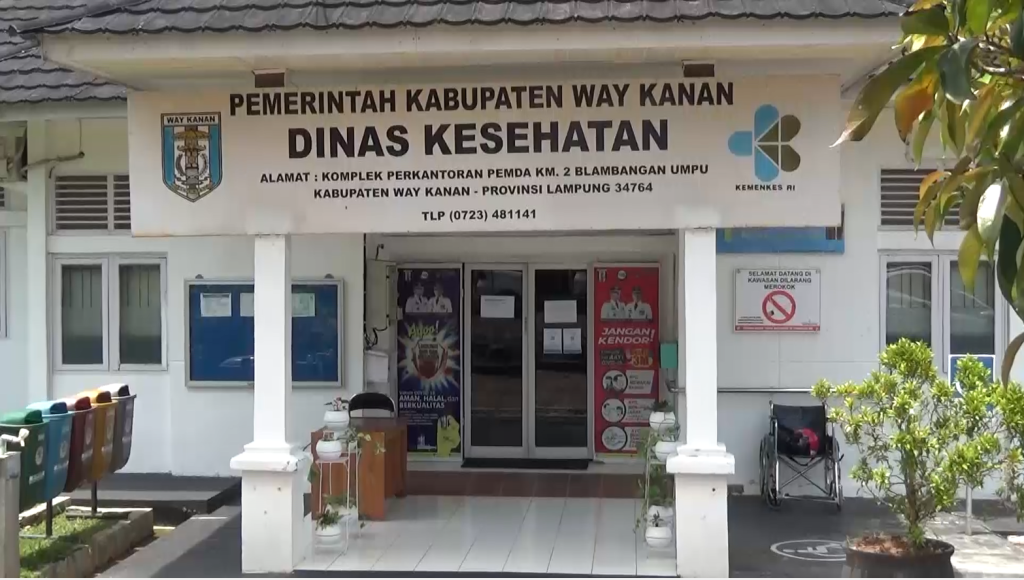 WAY KANAN
PEMERINTAH KABUPATEN WAY KANAN
DINAS KESEHATAN
ALAMAT : KOMPLEK PERKANTORAN PEMDA KM. 2 BLAMBANGAN UMPU
KABUPATEN WAY KANAN - PROVINSI LAMPUNG 34764
TLP (0723) 481141
KEMENKES RI
SELAMAT DATANG DI
KAWASAN DILARANG
MEROKOK
Ayo!
AMAN, HALAL, dan
BERKUALITAS
JANGAN
KENDOR!